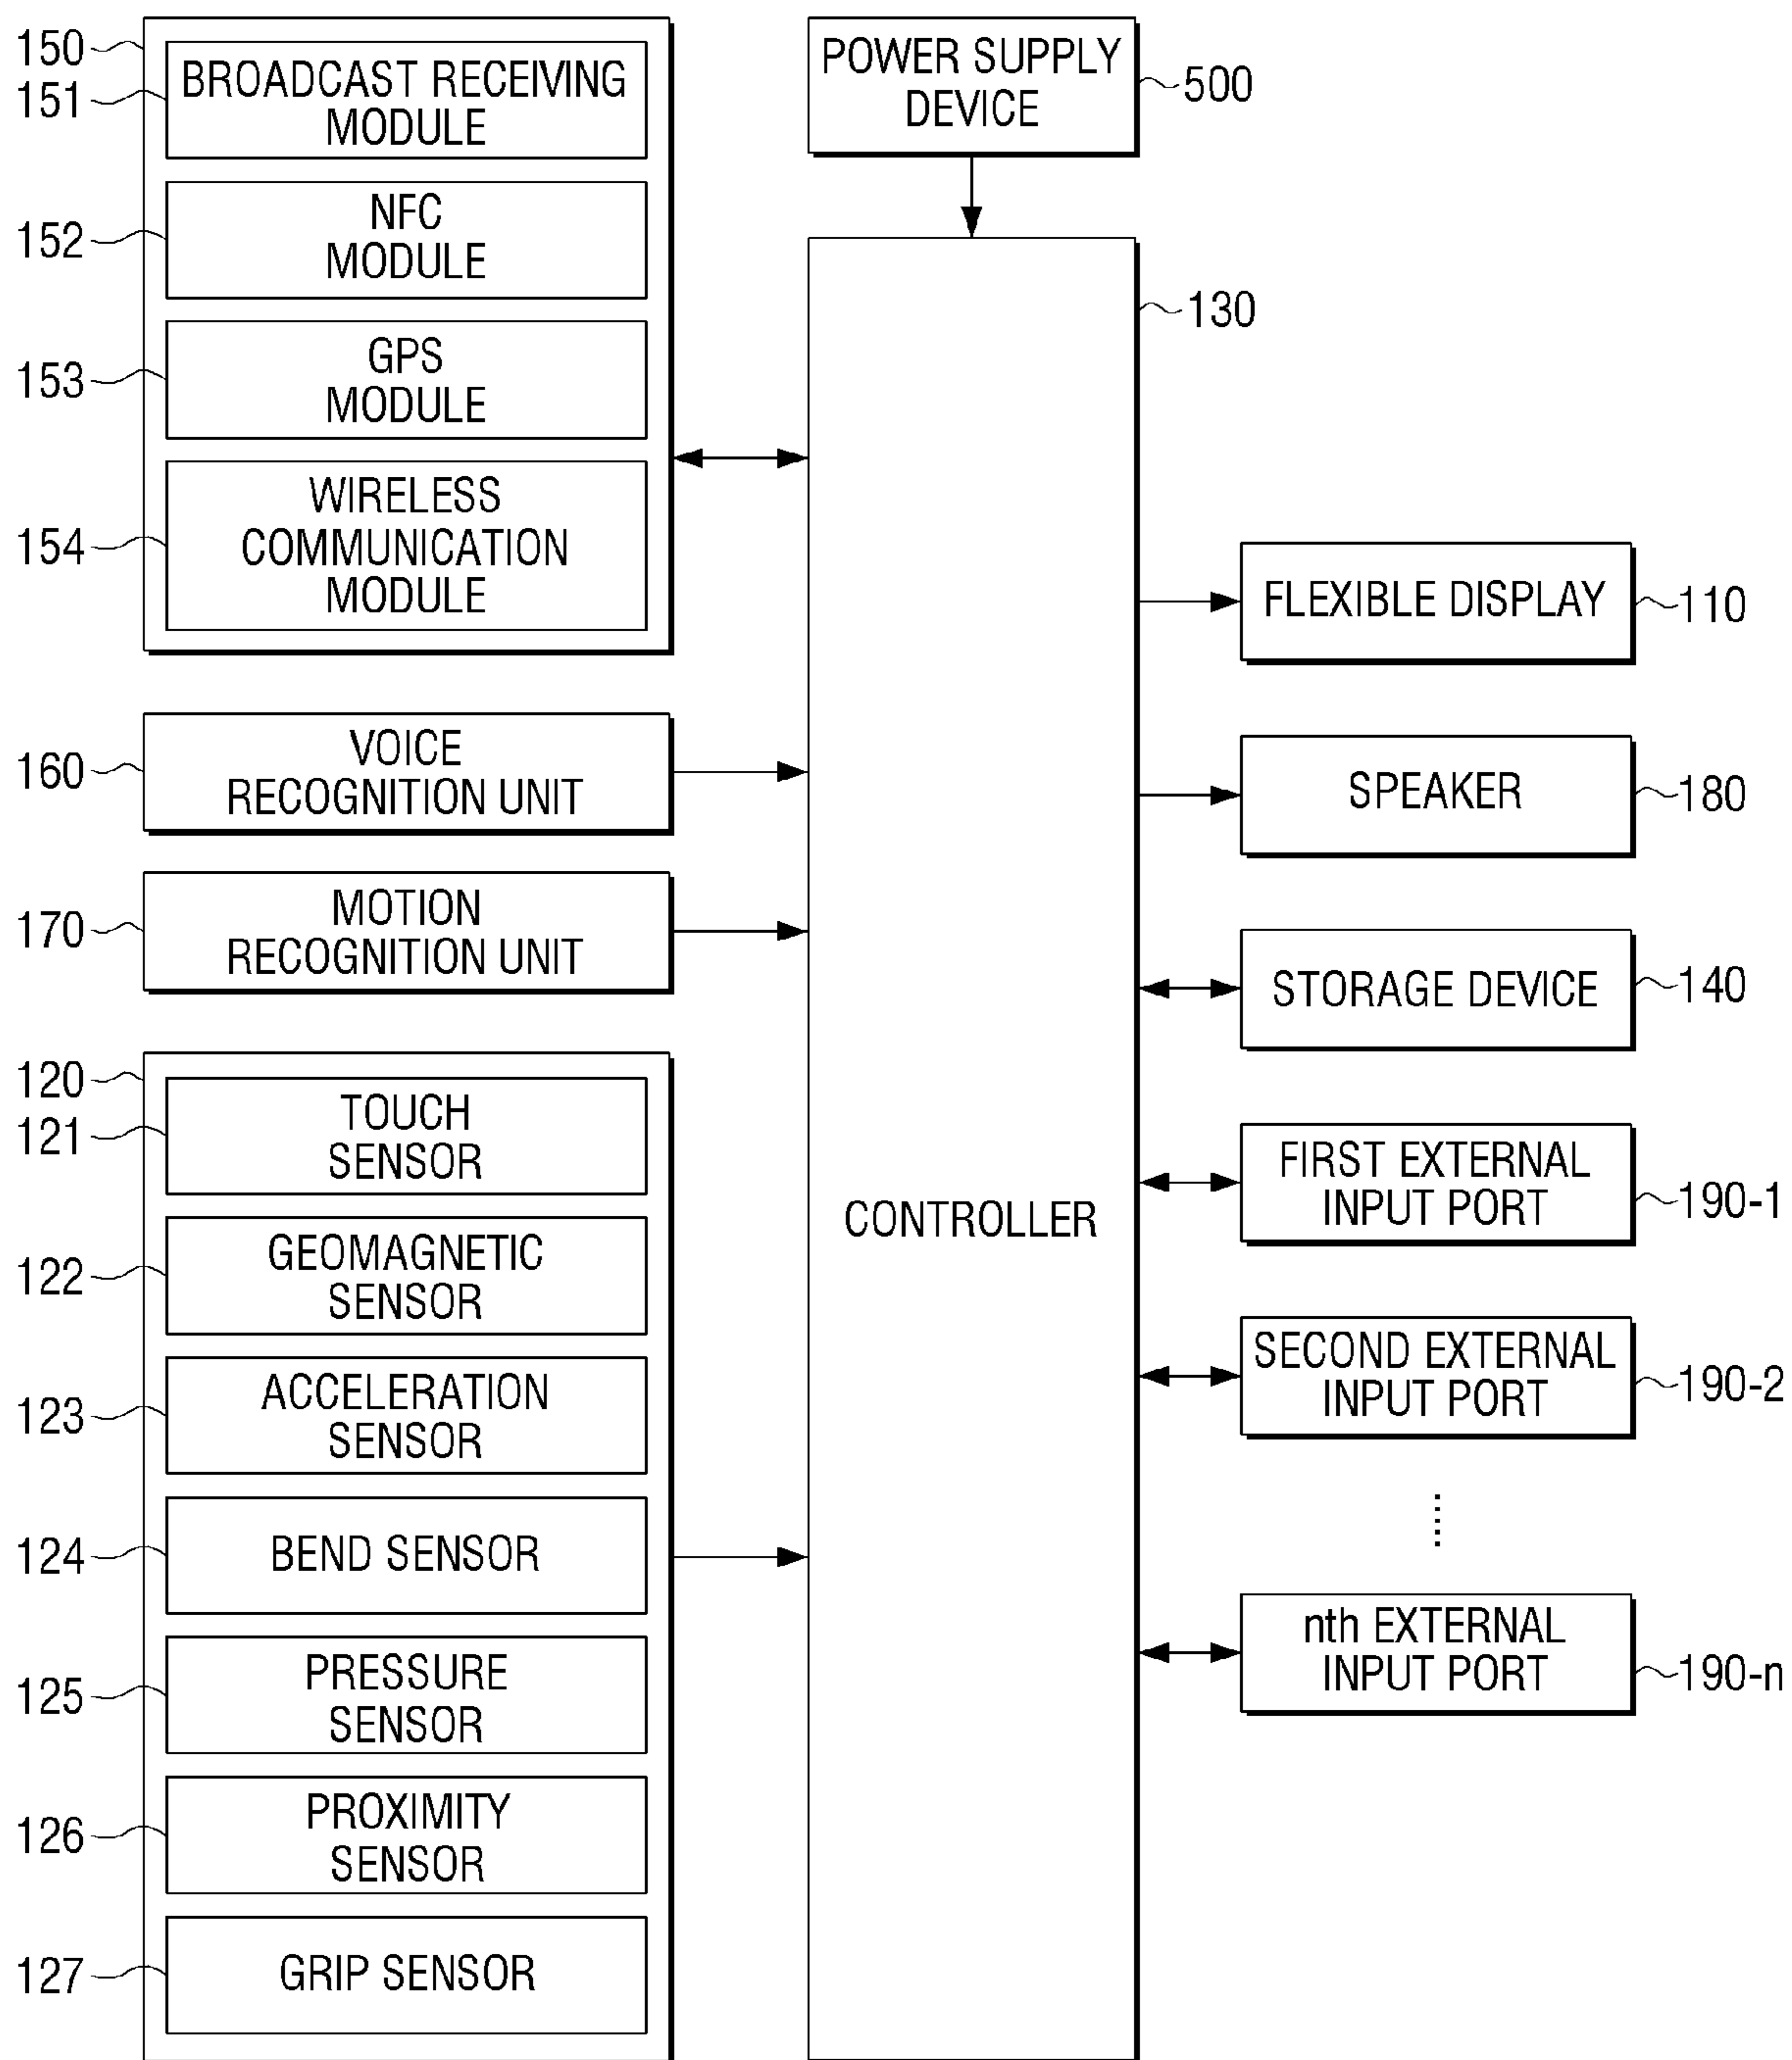 150
151
BROADCAST RECEIVING
MODULE
152
NFC
MODULE
153
GPS
MODULE
154
WIRELESS
COMMUNICATION
MODULE
160
VOICE
RECOGNITION UNIT
170
MOTION
RECOGNITION UNIT
120
121
TOUCH
SENSOR
122
GEOMAGNETIC
SENSOR
123
ACCELERATION
SENSOR
124
BEND SENSOR
125
PRESSURE
SENSOR
126
PROXIMITY
SENSOR
127
GRIP SENSOR
POWER SUPPLY
DEVICE
500
130
CONTROLLER
FLEXIBLE DISPLAY
110
SPEAKER
180
STORAGE DEVICE
140
FIRST EXTERNAL
INPUT PORT
190-1
SECOND EXTERNAL
INPUT PORT
190-2
nth EXTERNAL
INPUT PORT
190-n